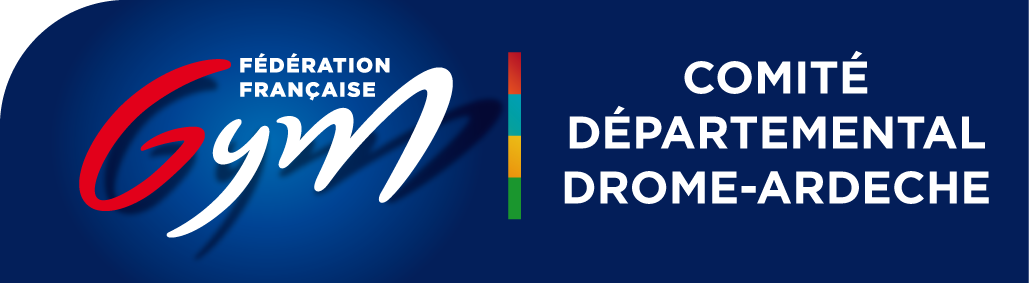 FÉDÉRATION
FRANÇAISE
Gym
COMITÉ
DÉPARTEMENTAL
DROME-ARDECHE